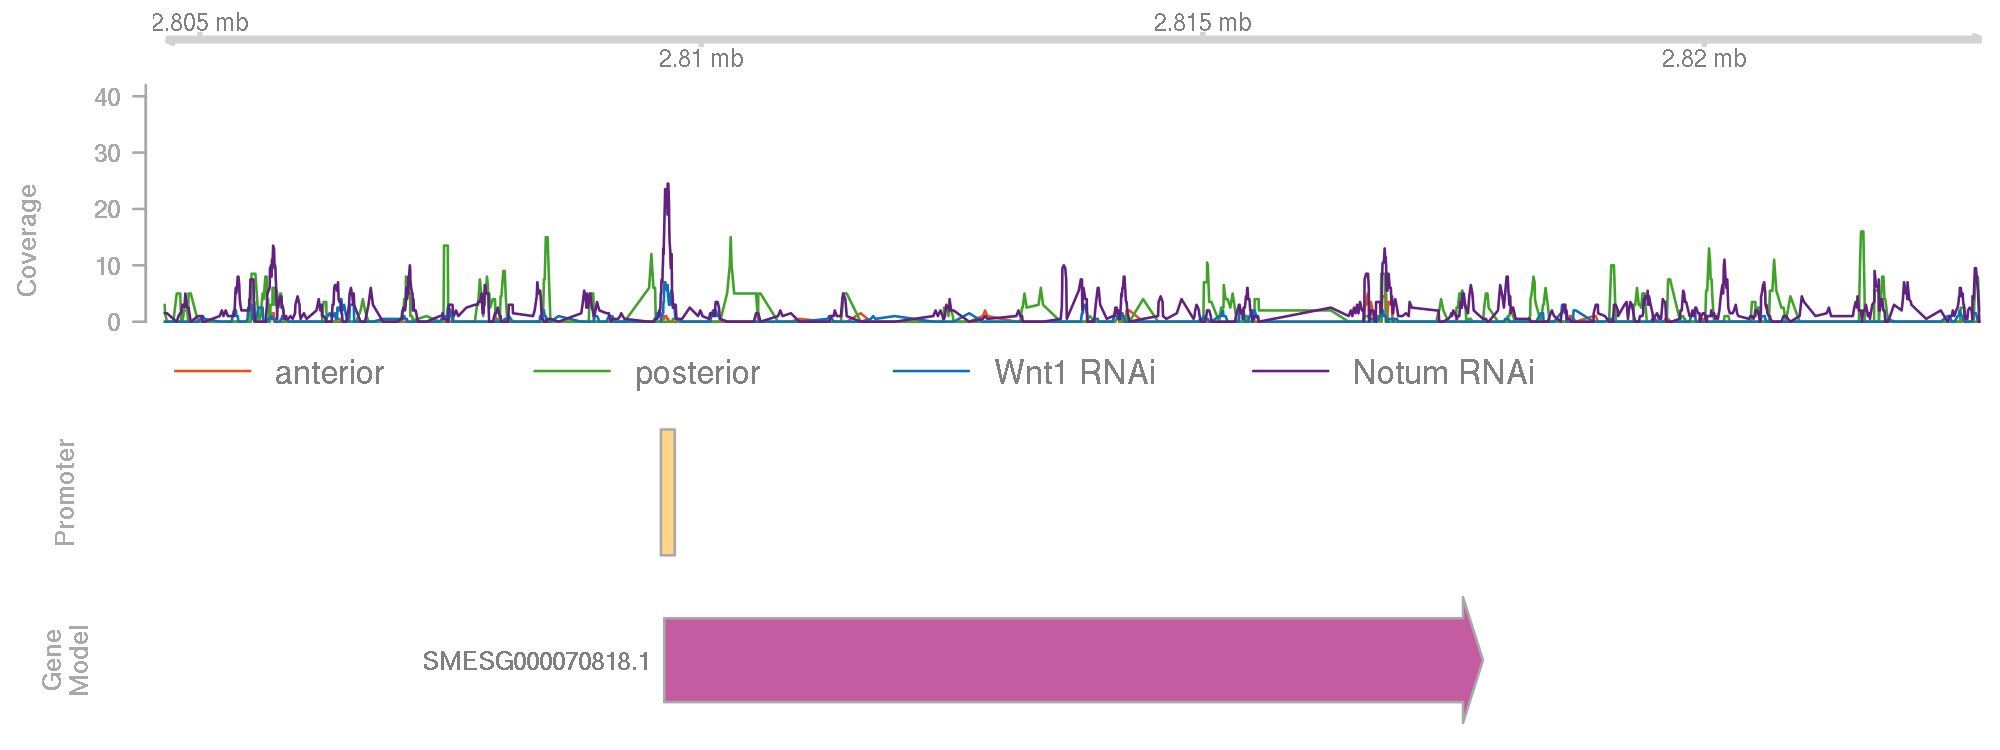 2.805 mb
2.815 mb
2.81 mb
2.82 mb
Coverage
40
30
20
10
0
anterior posterior Wnt1 RNAi Notum RNAi
Promoter
Gene
Model
SMESG000070818.1